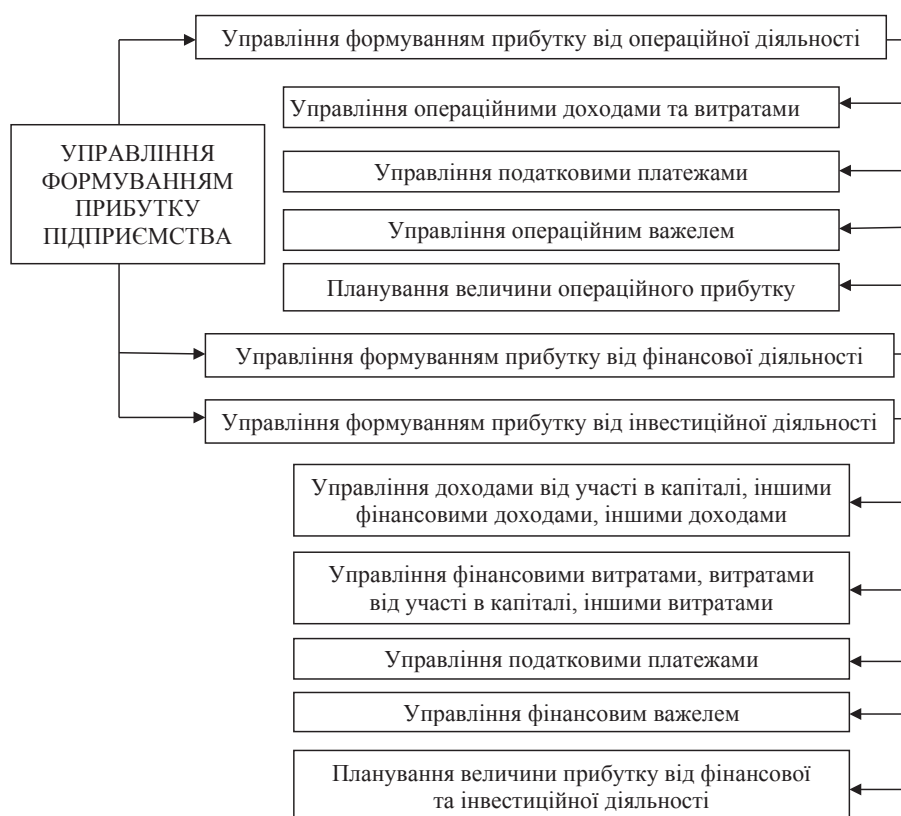 Управління формуванням прибутку від операційної діяльності
Управління операційними доходами та витратами
УПРАВЛІННЯ
ФОРМУВАННЯМ
ПРИБУТКУ
ПІДПРИЄМСТВА
Управління податковими платежами
Управління операційним важелем
Планування величини операційного прибутку
Управління формуванням прибутку від фінансової діяльності
Управління формуванням прибутку від інвестиційної діяльності
Управління доходами від участі в капіталі, іншими
фінансовими доходами, іншими доходами
Управління фінансовими витратами, витратами
від участі в капіталі, іншими витратами
Управління податковими платежами
Управління фінансовим важелем
Планування величини прибутку від фінансової
та інвестиційної діяльності